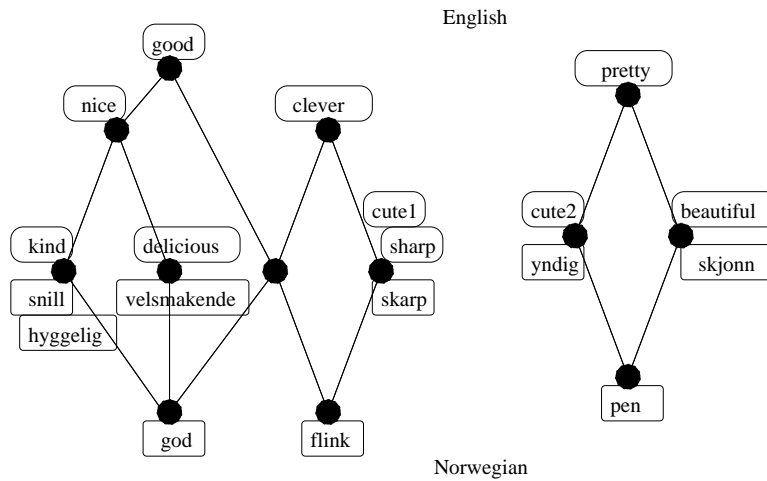 English
good
pretty
nice
clever
cute1
cute2
beautiful
kind
delicious
sharp
yndig
skjonn
snill
velsmakende
skarp
hyggelig
pen
god
flink
Norwegian